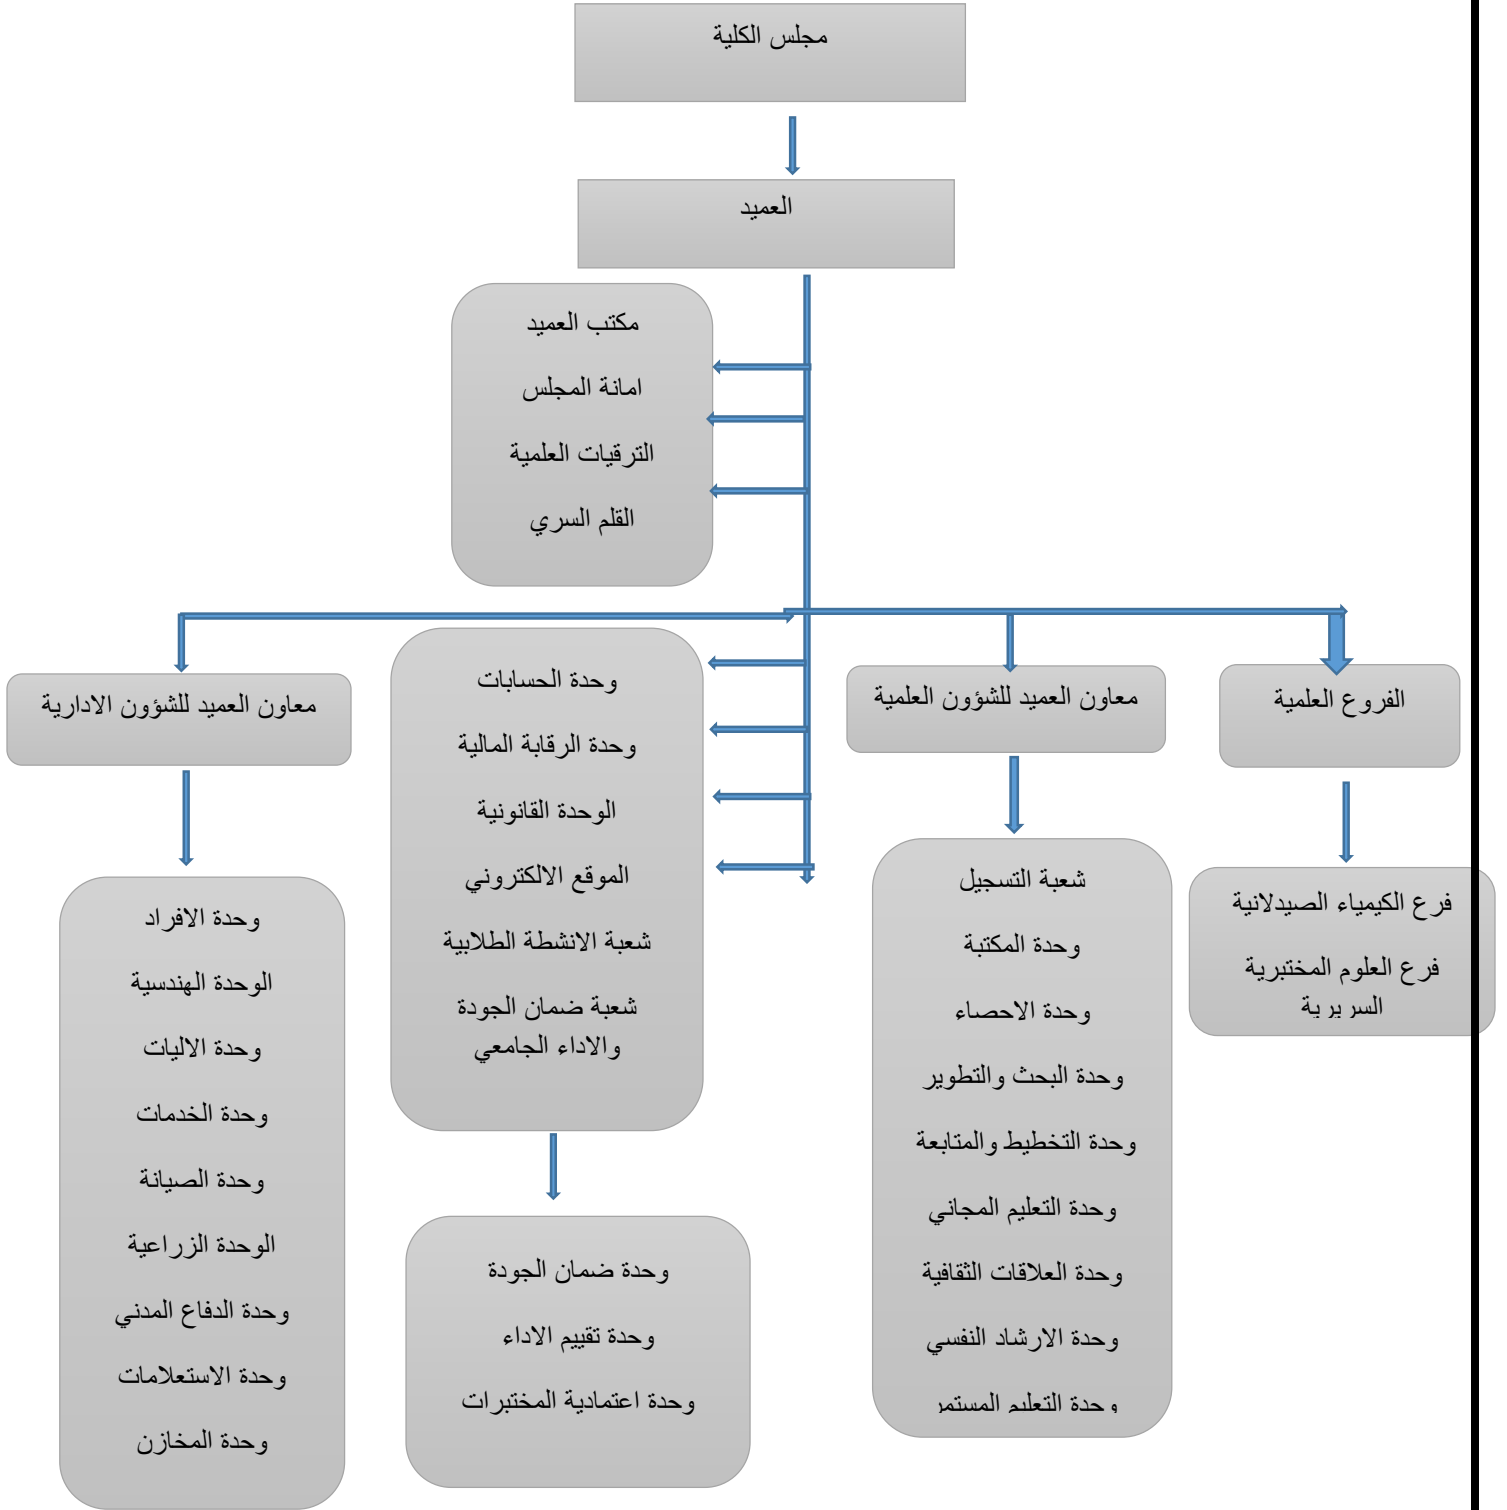 مجلس الكلية
العميد
مكتب العميد
امانة المجلس
الترقيات العلمية
القلم السري
الفروع العلمية
فرع الكيمياء الصيدلانية
فرع العلوم المختبرية
السريرية
معاون العميد للشؤون العلمية
شعبة التسجيل
وحدة المكتبة
وحدة الاحصاء
وحدة البحث والتطوير
وحدة التخطيط والمتابعة
وحدة التعليم المجاني
وحدة العلاقات الثقافية
وحدة الارشاد النفسي
وحدة التعليم المستمر
وحدة الحسابات
وحدة الرقابة المالية
الوحدة القانونية
الموقع الالكتروني
شعبة الانشطة الطلابية
شعبة ضمان الجودة
والاداء الجامعي
وحدة ضمان الجودة
وحدة تقييم الاداء
وحدة اعتمادية المختبرات
معاون العميد للشؤون الادارية
وحدة الافراد
الوحدة الهندسية
وحدة الاليات
وحدة الخدمات
وحدة الصيانة
الوحدة الزراعية
وحدة الدفاع المدني
وحدة الاستعلامات
وحدة المخازن